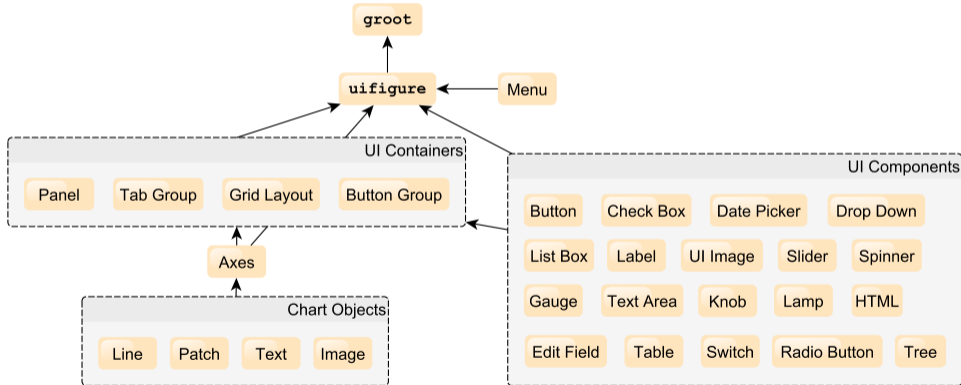 groot
uifigure
Menu
UI Containers
Panel
Tab Group
Grid Layout
Button Group
UI Components
Button
Check Box
Date Picker
Drop Down
List Box
Label
UI Image
Slider
Spinner
Gauge
Text Area
Knob
Lamp
HTML
Edit Field
Table
Switch
Radio Button
Tree
Axes
Chart Objects
Line
Patch
Text
Image